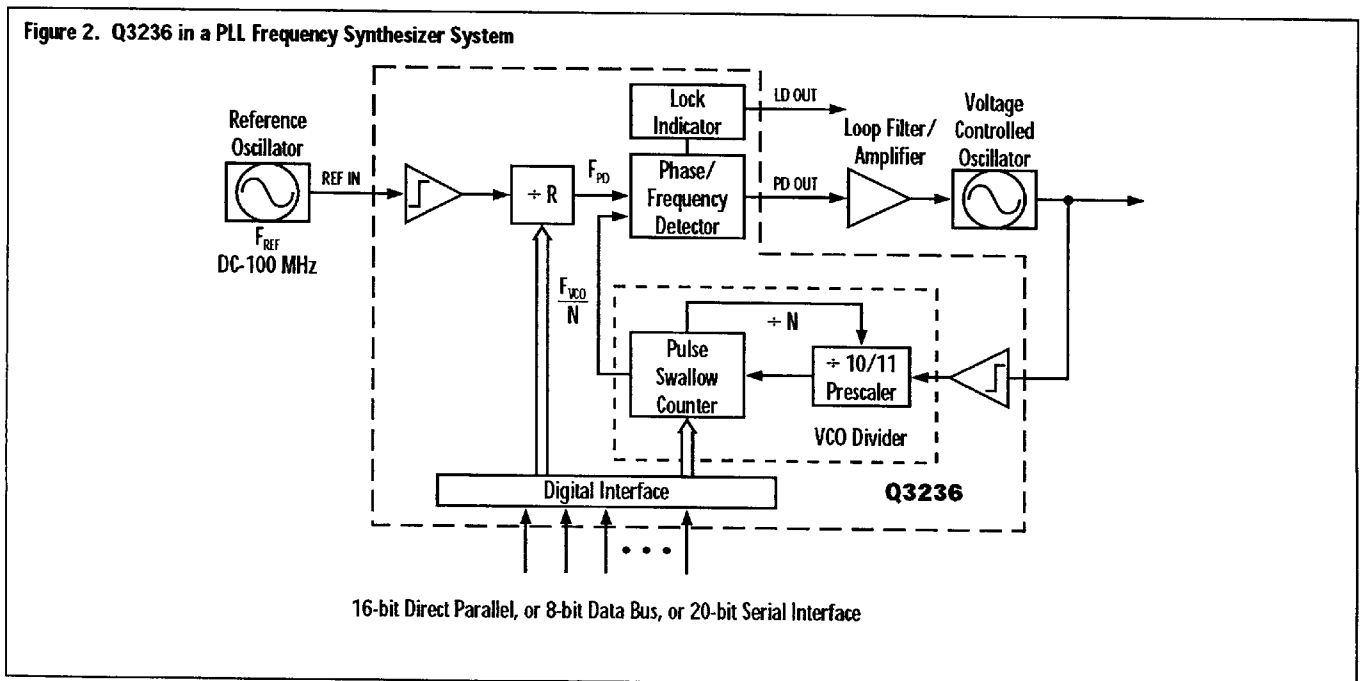 Figure 2. Q3236 in a PLL Frequency Synthesizer System
Reference
Oscillator
F_REF
DC-100 MHz
REF IN
÷ R
F_PD
Lock
Indicator
LD OUT
Phase/
Frequency
Detector
PD OUT
Loop Filter/
Amplifier
Voltage
Controlled
Oscillator
F_VCO
N
Pulse
Swallow
Counter
÷ N
÷ 10/11
Prescaler
VCO Divider
Digital Interface
Q3236
16-bit Direct Parallel, or 8-bit Data Bus, or 20-bit Serial Interface